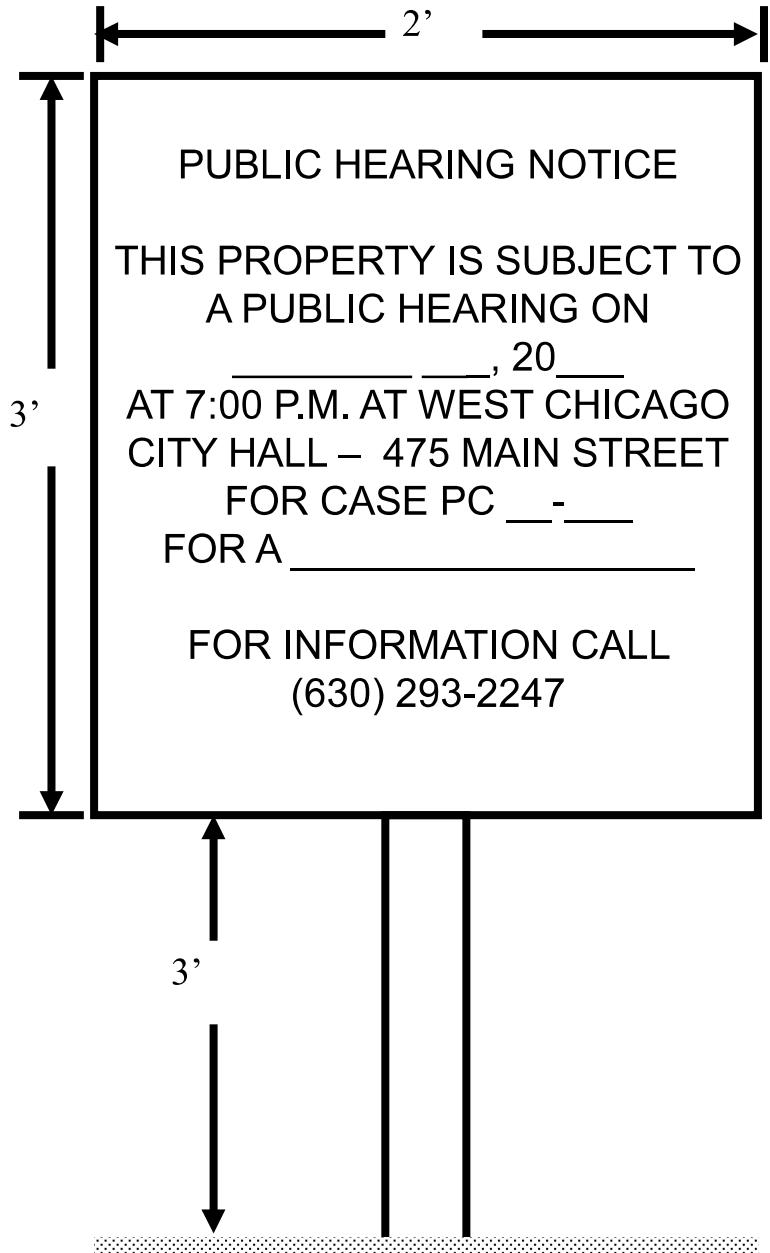 2’
PUBLIC HEARING NOTICE
THIS PROPERTY IS SUBJECT TO
A PUBLIC HEARING ON
________ ___, 20___
AT 7:00 P.M. AT WEST CHICAGO
CITY HALL – 475 MAIN STREET
FOR CASE PC __-___
FOR A __________________
FOR INFORMATION CALL
(630) 293-2247
3’
3’